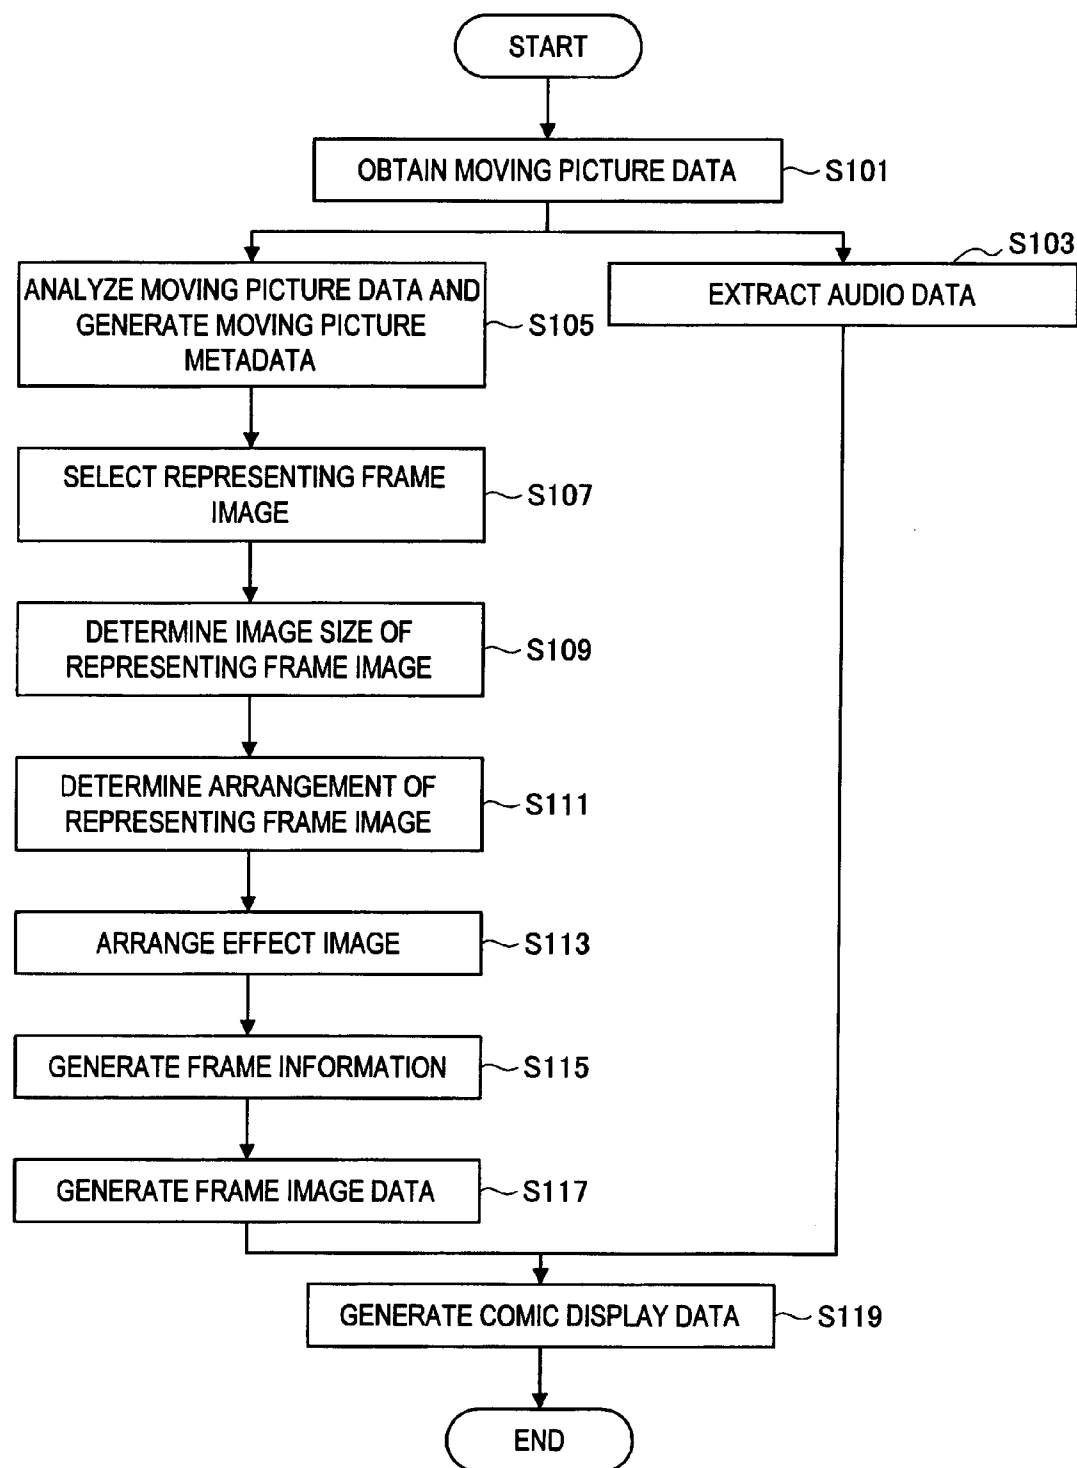 START
OBTAIN MOVING PICTURE DATA
S101
S103
EXTRACT AUDIO DATA
ANALYZE MOVING PICTURE DATA AND
GENERATE MOVING PICTURE
METADATA
S105
SELECT REPRESENTING FRAME
IMAGE
S107
DETERMINE IMAGE SIZE OF
REPRESENTING FRAME IMAGE
S109
DETERMINE ARRANGEMENT OF
REPRESENTING FRAME IMAGE
S111
ARRANGE EFFECT IMAGE
S113
GENERATE FRAME INFORMATION
S115
GENERATE FRAME IMAGE DATA
S117
GENERATE COMIC DISPLAY DATA
S119
END